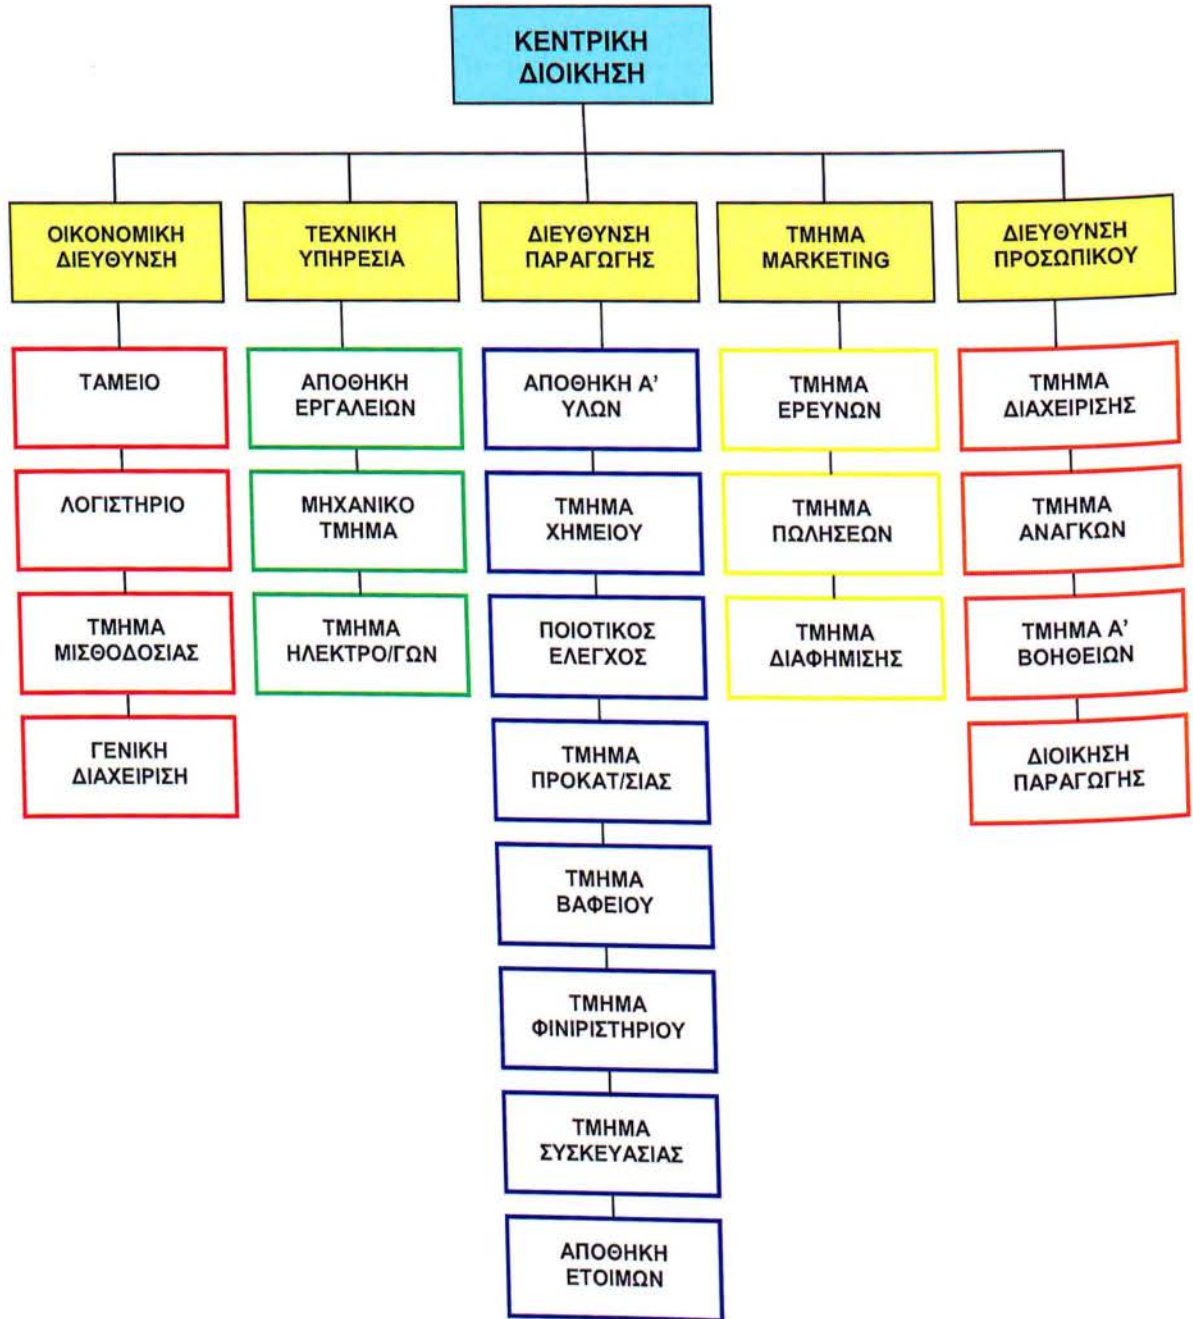 ΚΕΝΤΡΙΚΗ
ΔΙΟΙΚΗΣΗ
ΟΙΚΟΝΟΜΙΚΗ
ΔΙΕΥΘΥΝΣΗ
ΤΑΜΕΙΟ
ΛΟΓΙΣΤΗΡΙΟ
ΤΜΗΜΑ
ΜΙΣΘΟΔΟΣΙΑΣ
ΓΕΝΙΚΗ
ΔΙΑΧΕΙΡΙΣΗ
ΤΕΧΝΙΚΗ
ΥΠΗΡΕΣΙΑ
ΑΠΟΘΗΚΗ
ΕΡΓΑΛΕΙΩΝ
ΜΗΧΑΝΙΚΟ
ΤΜΗΜΑ
ΤΜΗΜΑ
ΗΛΕΚΤΡΟ/ΓΩΝ
ΔΙΕΥΘΥΝΣΗ
ΠΑΡΑΓΩΓΗΣ
ΑΠΟΘΗΚΗ Α'
ΥΛΩΝ
ΤΜΗΜΑ
ΧΗΜΕΙΟΥ
ΠΟΙΟΤΙΚΟΣ
ΕΛΕΓΧΟΣ
ΤΜΗΜΑ
ΠΡΟΚΑΤ/ΣΙΑΣ
ΤΜΗΜΑ
ΒΑΦΕΙΟΥ
ΤΜΗΜΑ
ΦΙΝΙΡΙΣΤΗΡΙΟΥ
ΤΜΗΜΑ
ΣΥΣΚΕΥΑΣΙΑΣ
ΑΠΟΘΗΚΗ
ΕΤΟΙΜΩΝ
ΤΜΗΜΑ
MARKETING
ΤΜΗΜΑ
ΕΡΕΥΝΩΝ
ΤΜΗΜΑ
ΠΩΛΗΣΕΩΝ
ΤΜΗΜΑ
ΔΙΑΦΗΜΙΣΗΣ
ΔΙΕΥΘΥΝΣΗ
ΠΡΟΣΩΠΙΚΟΥ
ΤΜΗΜΑ
ΔΙΑΧΕΙΡΙΣΗΣ
ΤΜΗΜΑ
ΑΝΑΓΚΩΝ
ΤΜΗΜΑ Α'
ΒΟΗΘΕΙΩΝ
ΔΙΟΙΚΗΣΗ
ΠΑΡΑΓΩΓΗΣ